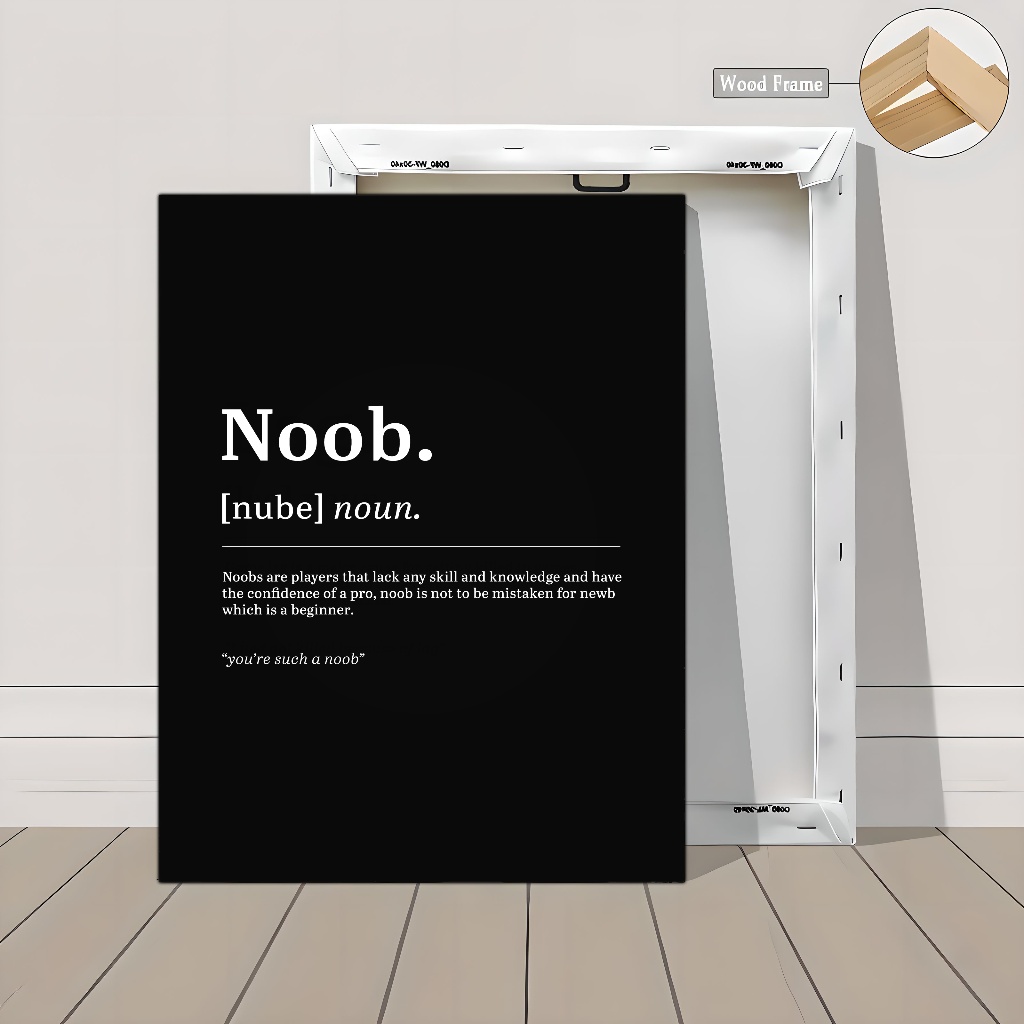 Wood Frame
Noob.
[nube] noun.
Noobs are players that lack any skill and knowledge and have
the confidence of a pro, noob is not to be mistaken for newb
which is a beginner.
“you’re such a noob”